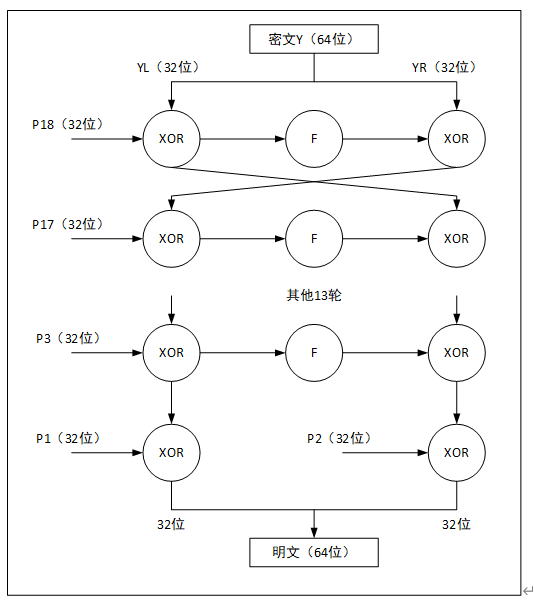 密文Y（64位）
YL（32位）
YR（32位）
P18（32位）
XOR
F
XOR
P17（32位）
XOR
F
XOR
其他13轮
P3（32位）
XOR
F
XOR
P1（32位）
XOR
P2（32位）
XOR
32位
32位
明文（64位）